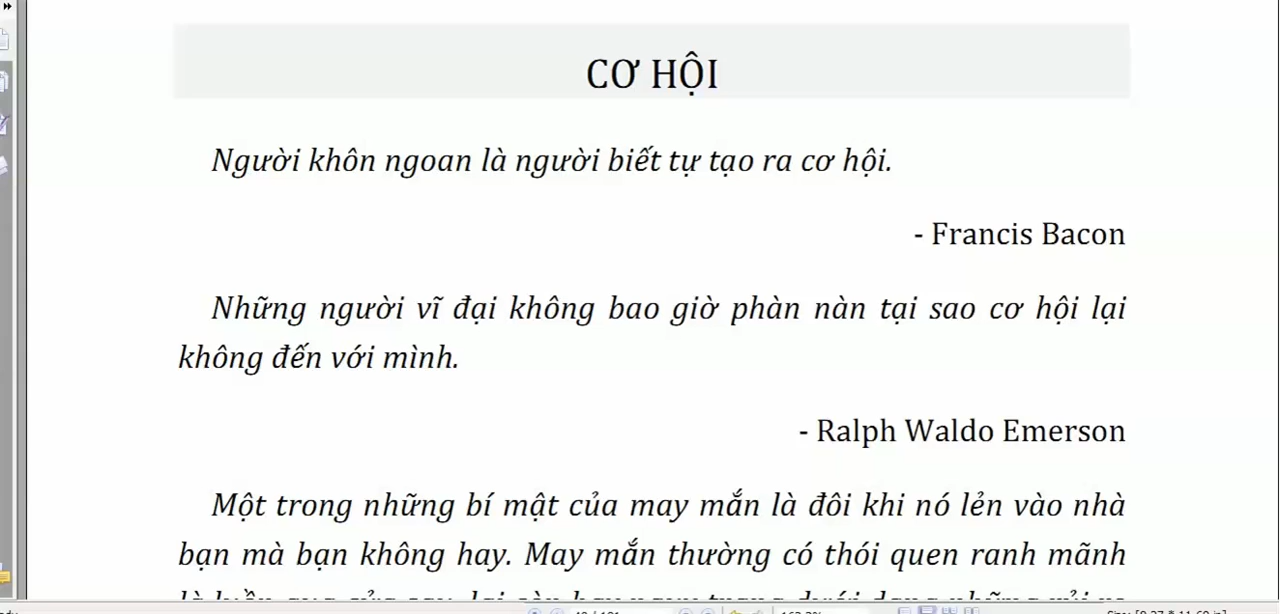 CƠ HỘI
Người khôn ngoan là người biết tự tạo ra cơ hội.
- Francis Bacon
Những người vĩ đại không bao giờ phàn nàn tại sao cơ hội lại
không đến với mình.
- Ralph Waldo Emerson
Một trong những bí mật của may mắn là đôi khi nó lẻn vào nhà
bạn mà bạn không hay. May mắn thường có thói quen ranh mãnh